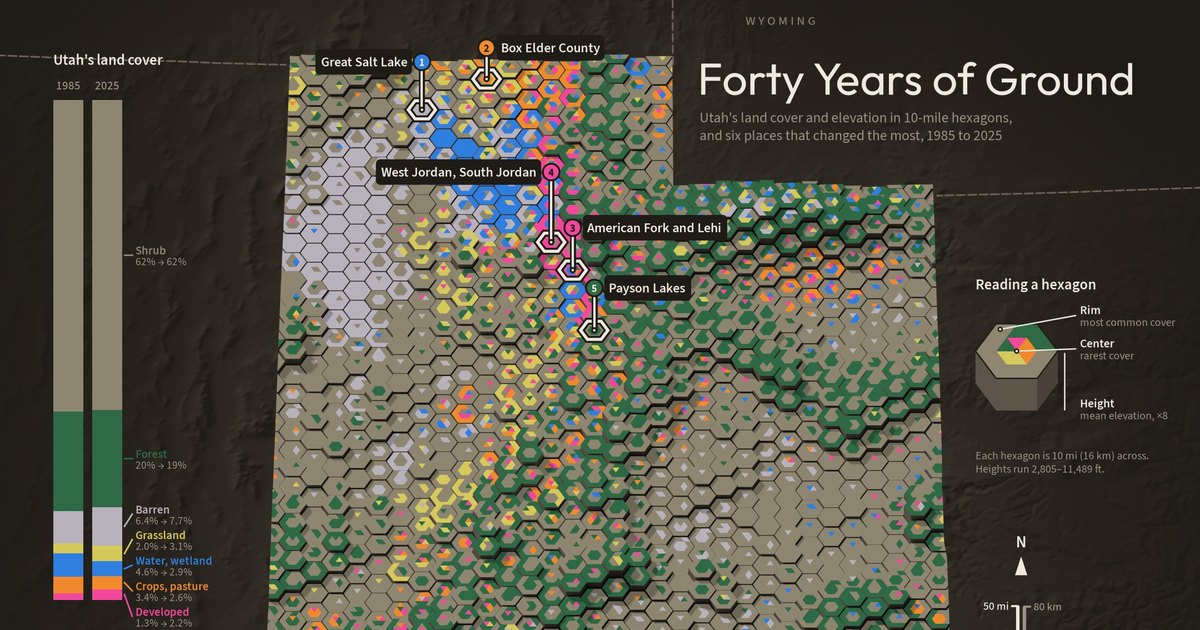 WYOMING
Forty Years of Ground
Utah's land cover and elevation in 10-mile hexagons,
and six places that changed the most, 1985 to 2025
Utah's land cover
1985 2025
Shrub
62% → 62%
Forest
20% → 19%
Barren
6.4% → 7.7%
Grassland
2.0% → 3.1%
Water, wetland
4.6% → 2.9%
Crops, pasture
3.4% → 2.6%
Developed
1.3% → 2.2%
Great Salt Lake 1
2 Box Elder County
West Jordan, South Jordan 4
3 American Fork and Lehi
5 Payson Lakes
Reading a hexagon
Rim
most common cover
Center
rarest cover
Height
mean elevation, ×8
Each hexagon is 10 mi (16 km) across.
Heights run 2,805–11,489 ft.
N
50 mi 80 km